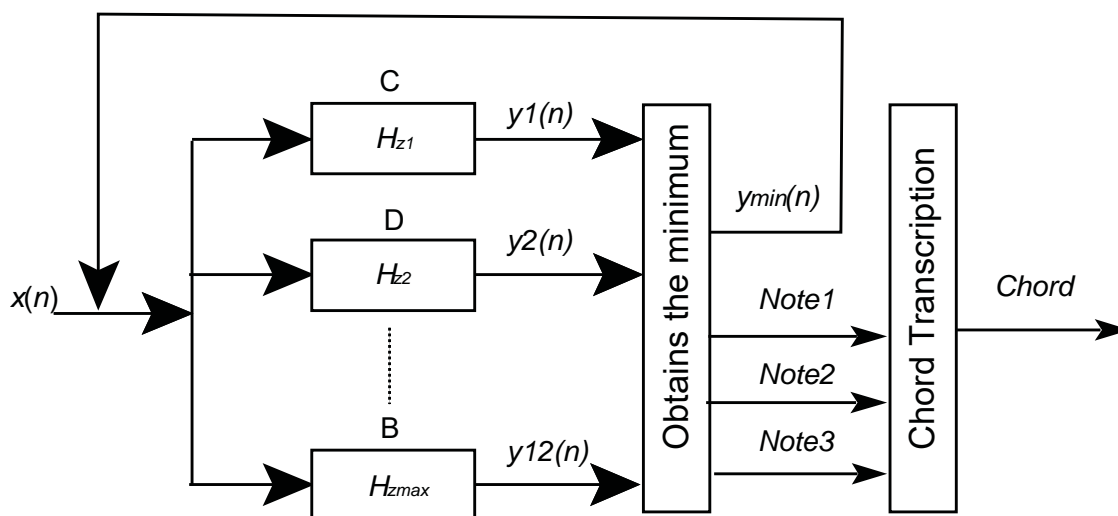 C
Hz1
y1(n)
D
Hz2
y2(n)
B
Hzmax
y12(n)
x(n)
Obtains the minimum
ymin(n)
Note1
Note2
Note3
Chord Transcription
Chord